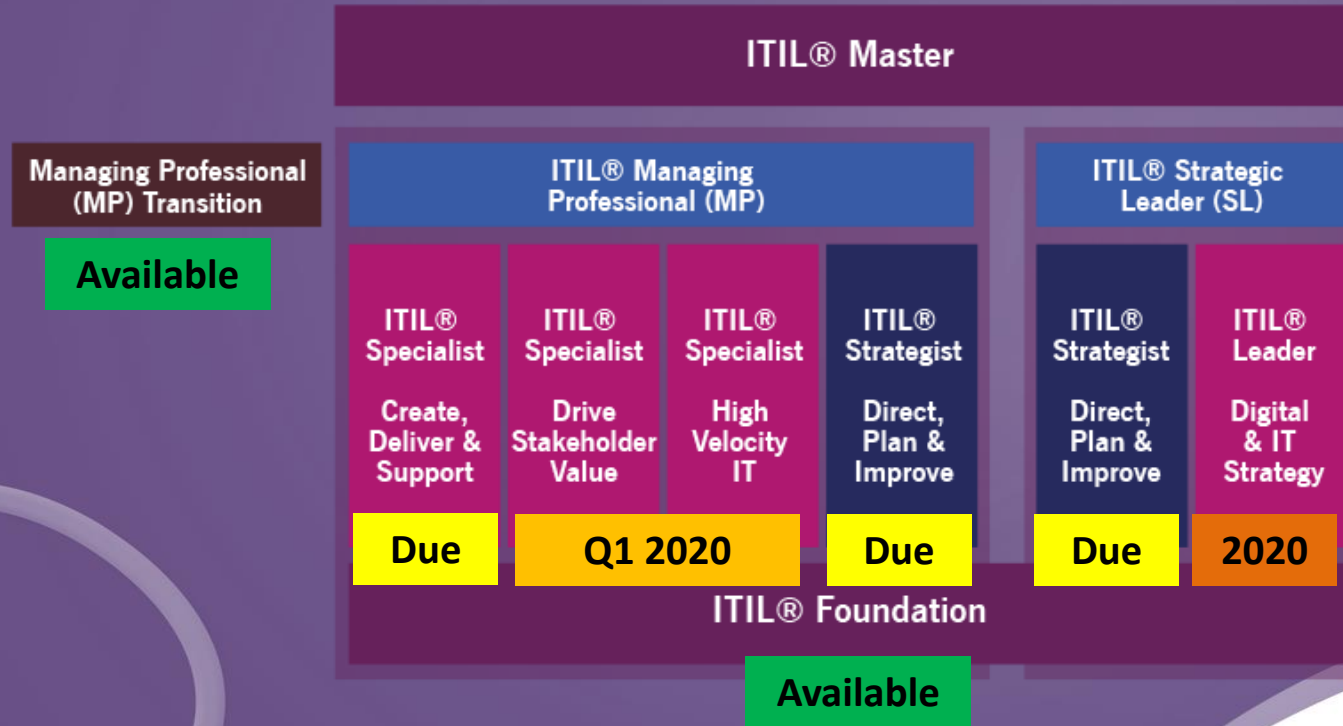 ITIL® Master
Managing Professional
(MP) Transition
Available
ITIL® Managing
Professional (MP)
ITIL® Strategic
Leader (SL)
ITIL®
Specialist
Create,
Deliver &
Support
ITIL®
Specialist
Drive
Stakeholder
Value
ITIL®
Specialist
High
Velocity
IT
ITIL®
Strategist
Direct,
Plan &
Improve
ITIL®
Strategist
Direct,
Plan &
Improve
ITIL®
Leader
Digital
& IT
Strategy
Due
Q1 2020
Due
Due
2020
ITIL® Foundation
Available